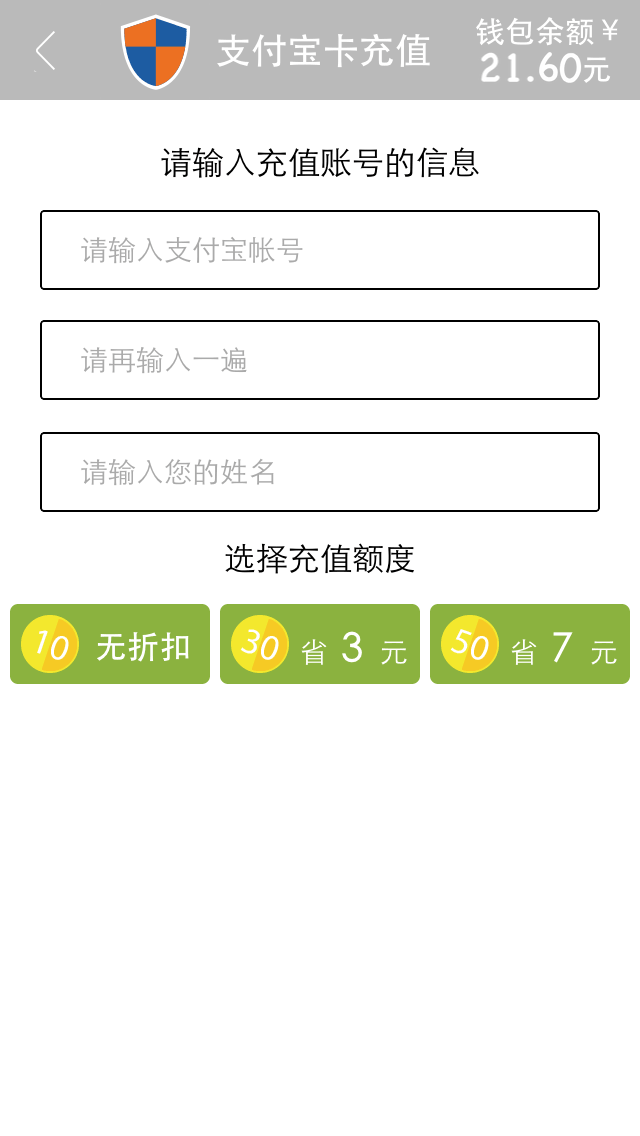 支付宝卡充值
钱包余额￥
21.60元
请输入充值账号的信息
请输入支付宝帐号
请再输入一遍
请输入您的姓名
选择充值额度
10 无折扣
30 省 3 元
50 省 7 元